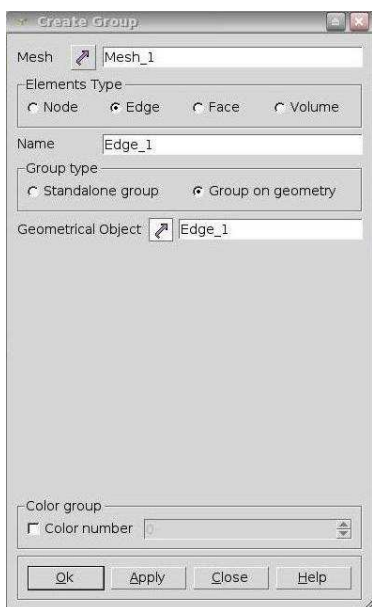 Create Group
Mesh Mesh_1
Elements Type
Node Edge Face Volume
Name Edge_1
Group type
Standalone group Group on geometry
Geometrical Object Edge_1
Color group
Color number 0
Ok Apply Close Help